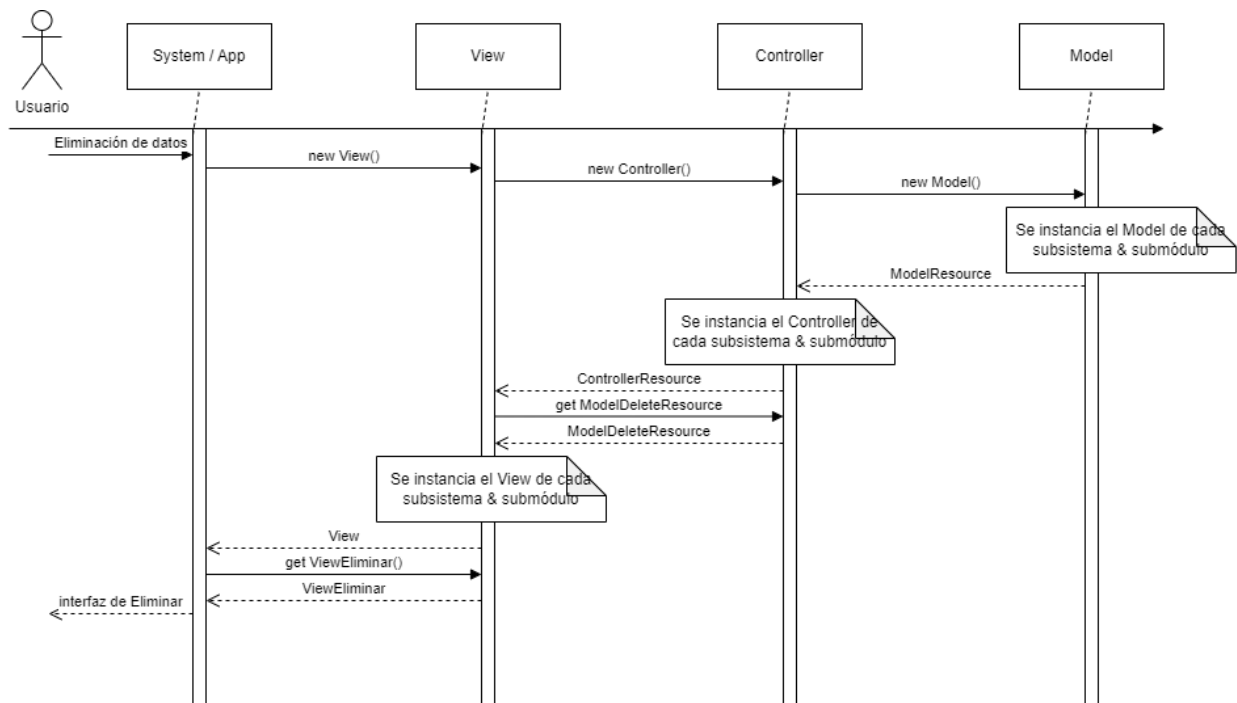 System / App
View
Controller
Model
Usuario
Eliminación de datos
new View()
new Controller()
new Model()
Se instancia el Model de cada
subsistema & submódulo
ModelResource
Se instancia el Controller de
cada subsistema & submódulo
ControllerResource
get ModelDeleteResource
ModelDeleteResource
Se instancia el View de cada
subsistema & submódulo
View
get ViewEliminar()
ViewEliminar
interfaz de Eliminar